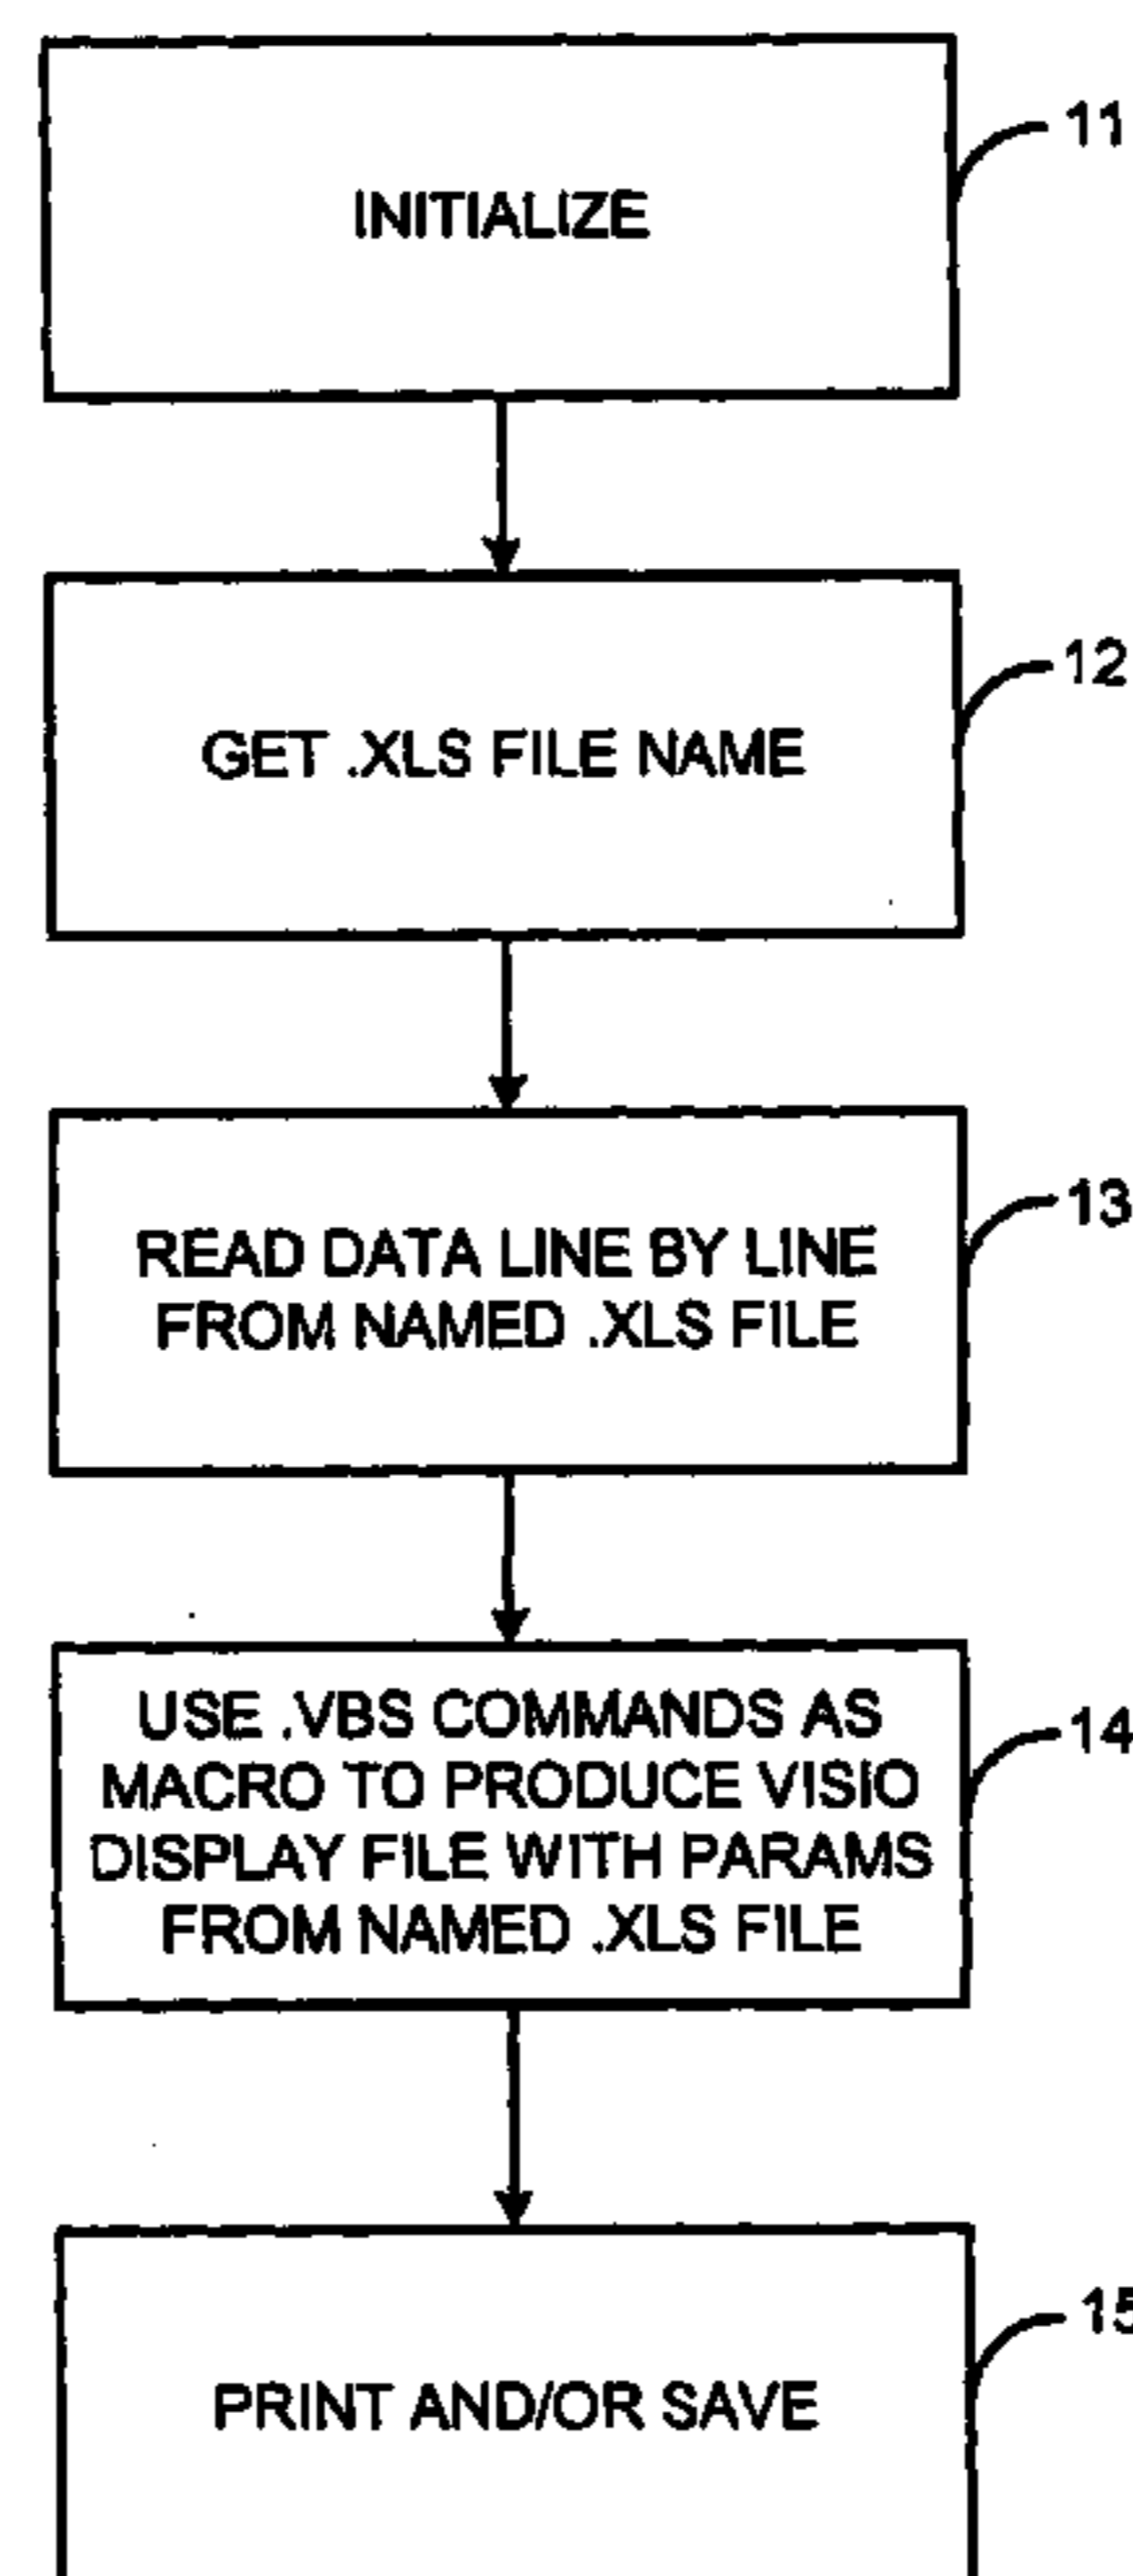 11
INITIALIZE
12
GET .XLS FILE NAME
13
READ DATA LINE BY LINE
FROM NAMED .XLS FILE
14
USE .VBS COMMANDS AS
MACRO TO PRODUCE VISIO
DISPLAY FILE WITH PARAMS
FROM NAMED .XLS FILE
15
PRINT AND/OR SAVE